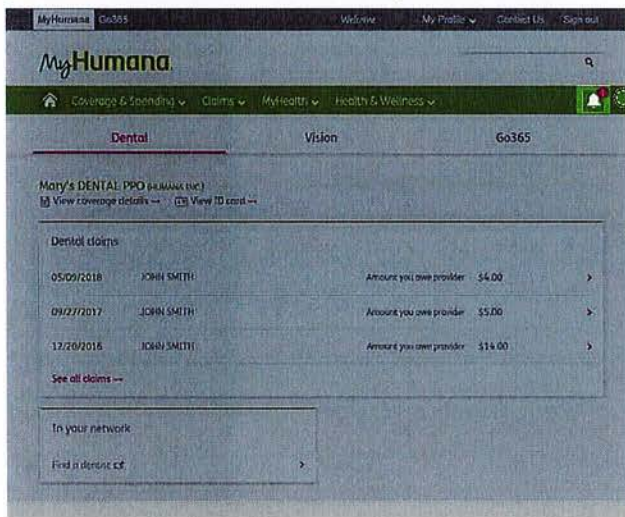 MyHumana Go365 Welcome My Profile Contact Us Sign out
MyHumana
Coverage & Spending Claims MyHealth Health & Wellness
Dental Vision Go365
Mary's DENTAL PPO (HUMANA INC.)
View coverage details → View ID card →
Dental claims
05/09/2018 JOHN SMITH Amount you owe provider $4.00 >
09/27/2017 JOHN SMITH Amount you owe provider $5.00 >
12/20/2016 JOHN SMITH Amount you owe provider $14.00 >
See all claims →
In your network
Find a dentist >